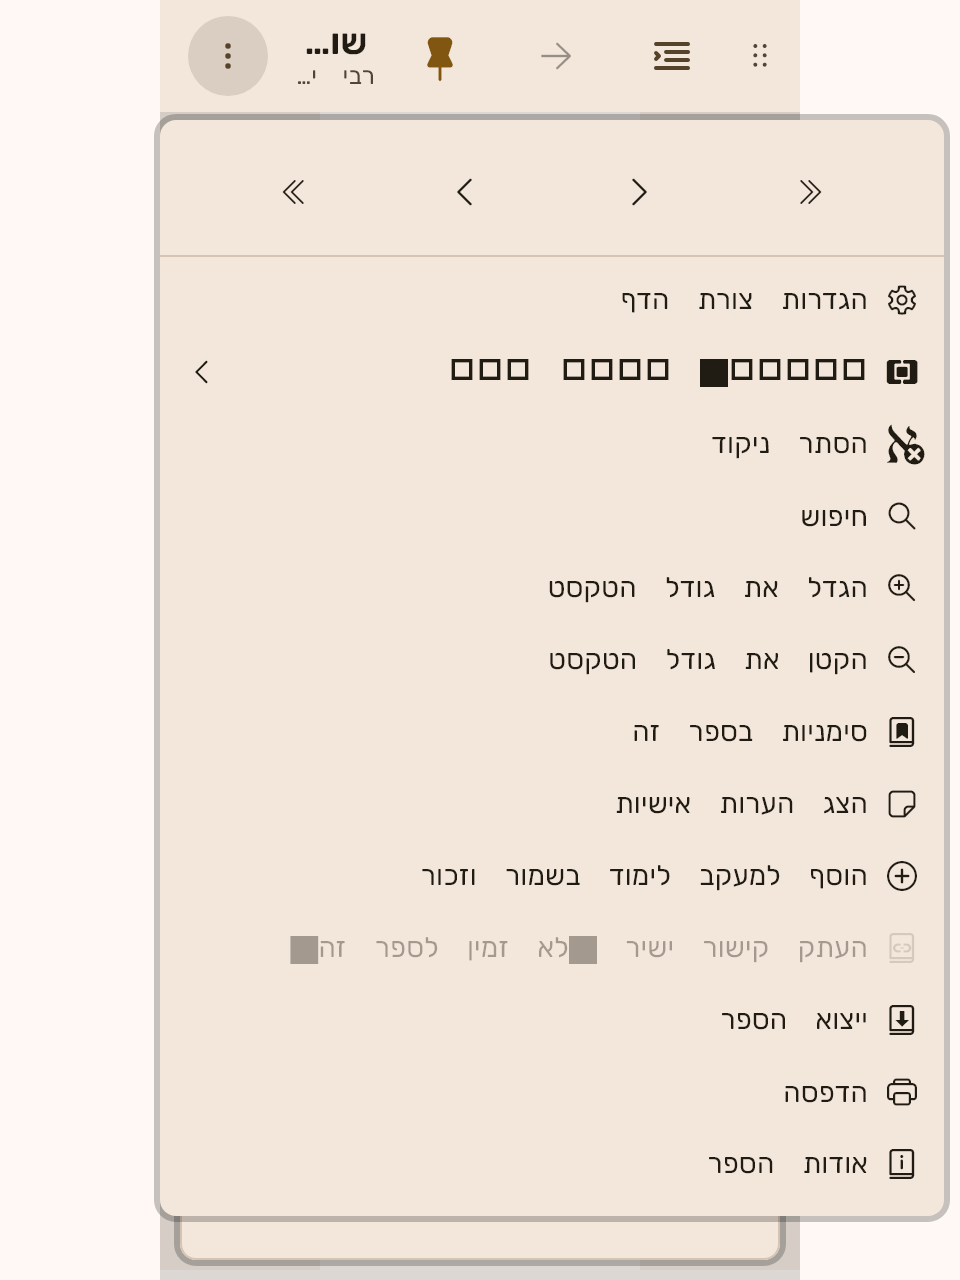 שו...
רבי י...
הגדרות צורת הדף
הסתר ניקוד
חיפוש
הגדל את גודל הטקסט
הקטן את גודל הטקסט
סימניות בספר זה
הצג הערות אישיות
הוסף למעקב לימוד בשמור וזכור
העתק קישור ישיר לא זמין לספר זה
ייצוא הספר
הדפסה
אודות הספר